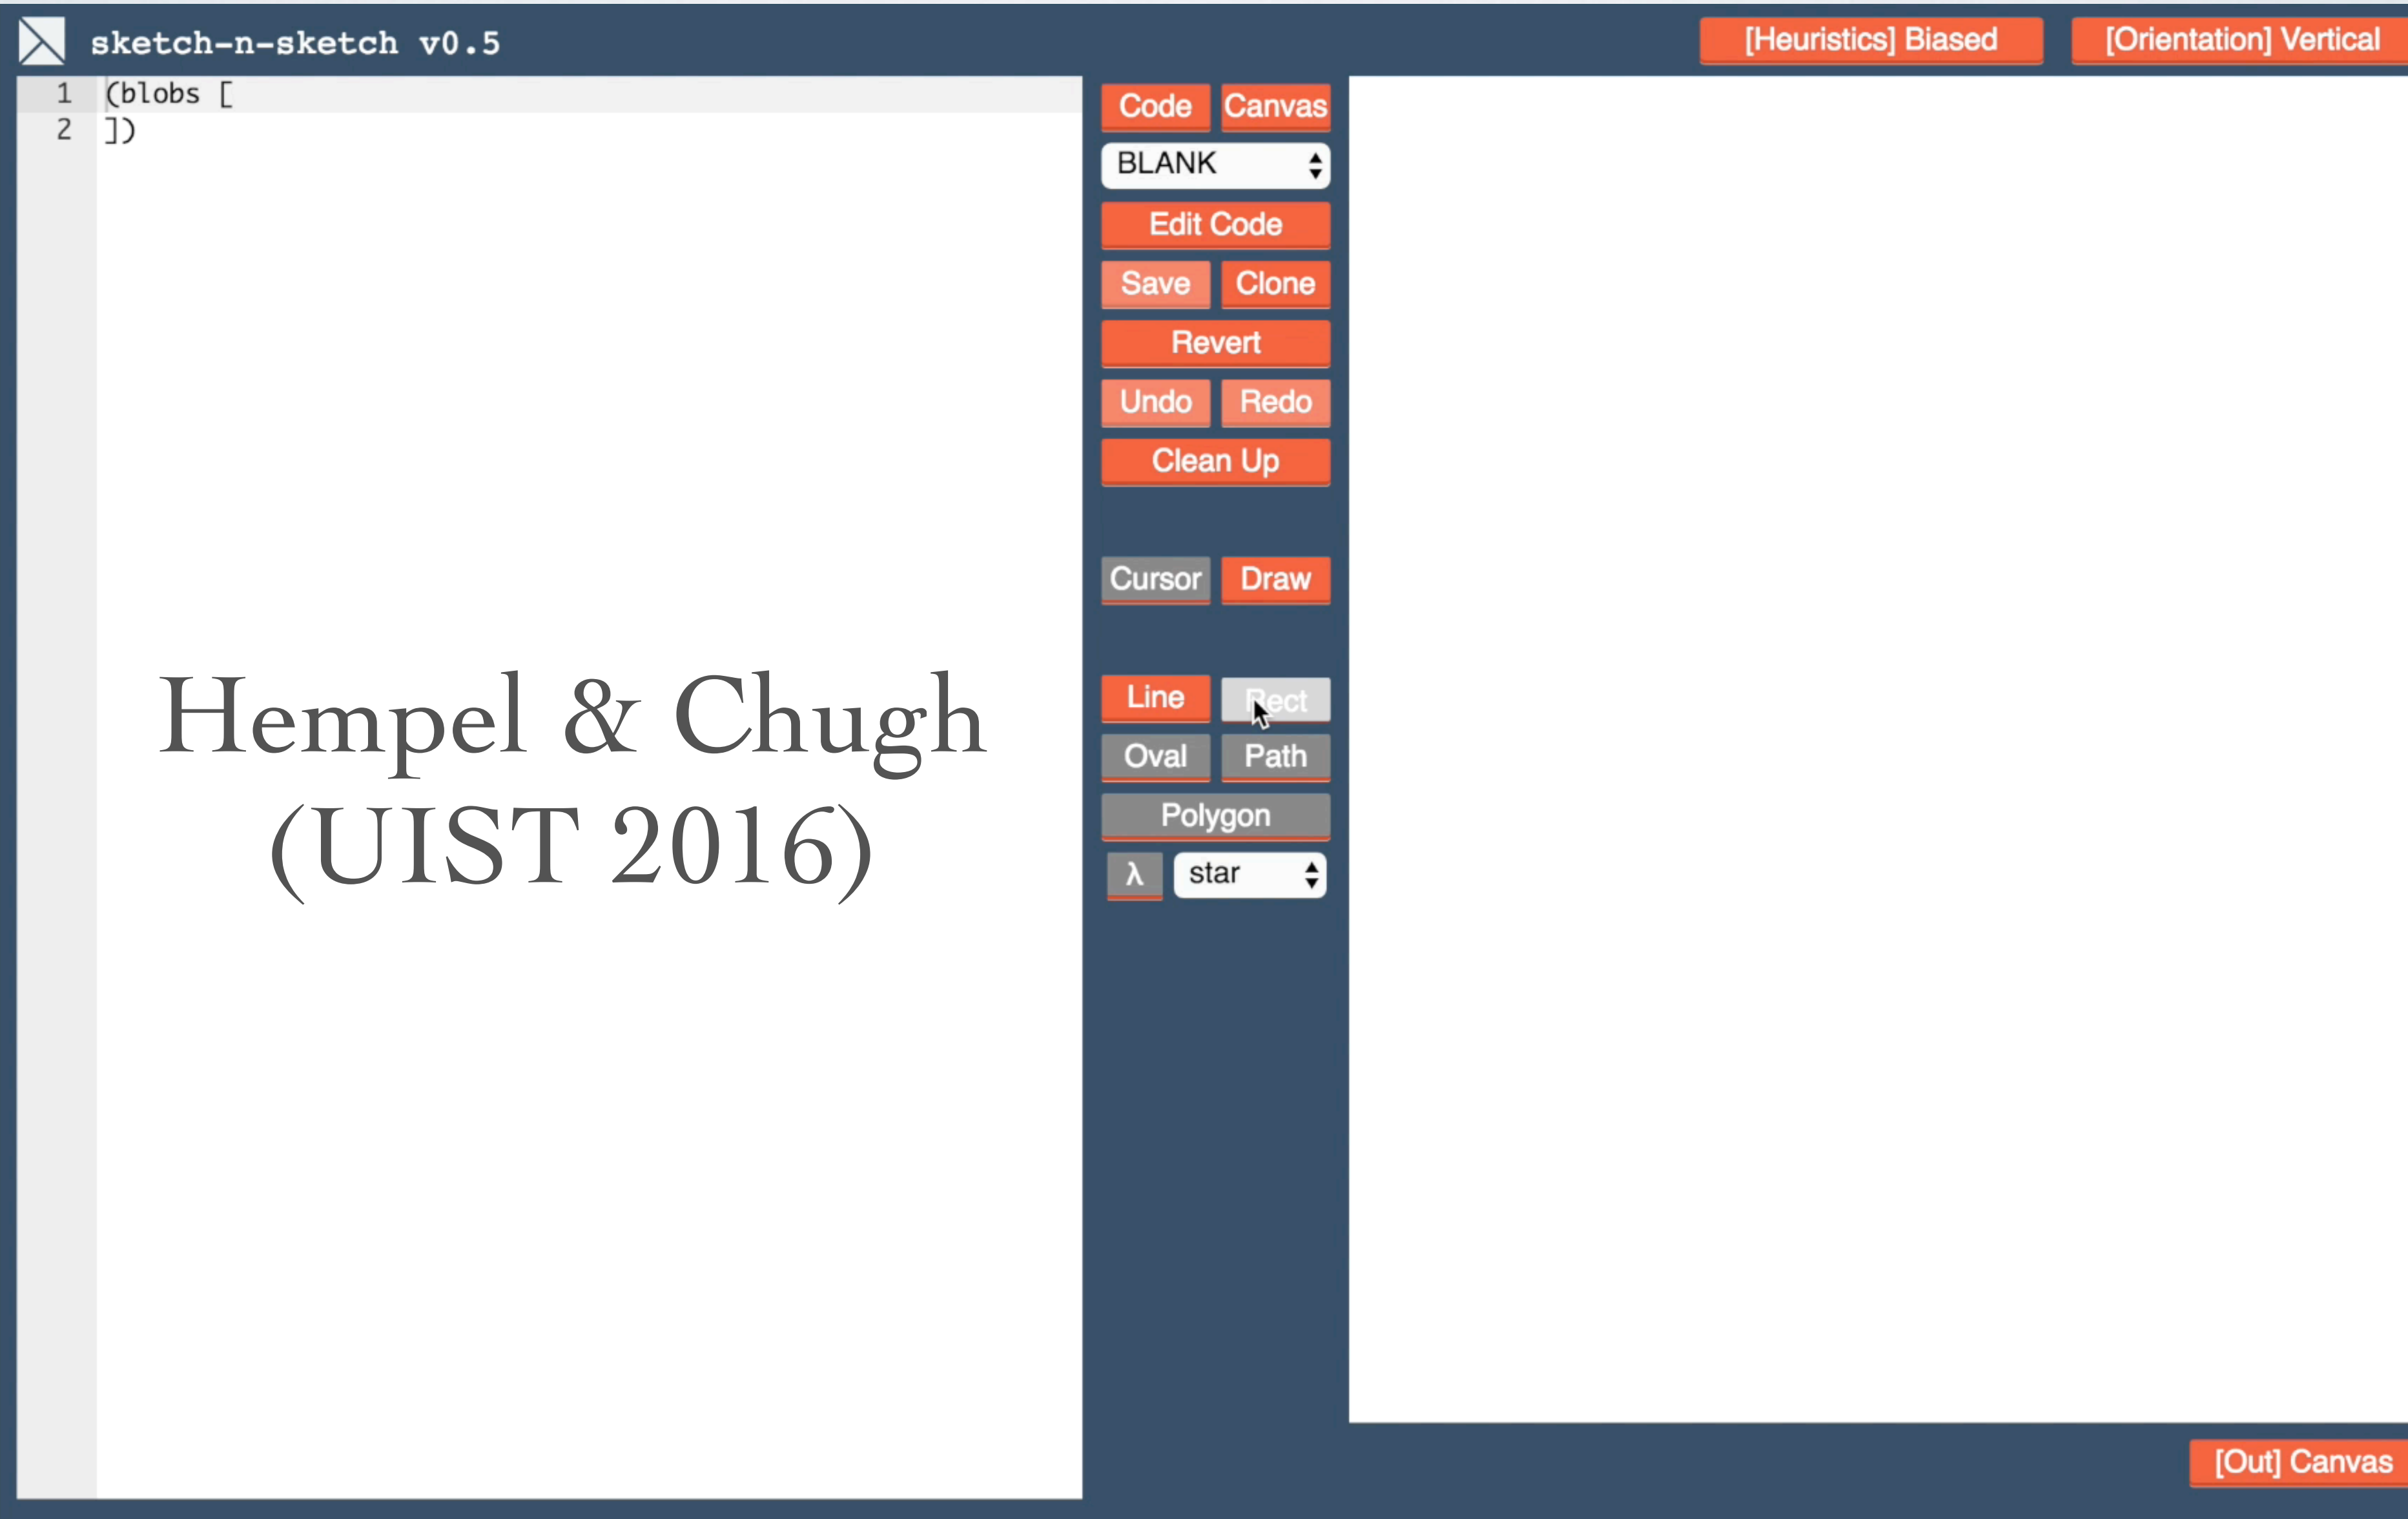 sketch-n-sketch v0.5
[Heuristics] Biased
[Orientation] Vertical
1 (blobs [
2 ])
Code Canvas
BLANK
Edit Code
Save Clone
Revert
Undo Redo
Clean Up
Cursor Draw
Line Rect
Oval Path
Polygon
λ star
Hempel & Chugh
(UIST 2016)
[Out] Canvas